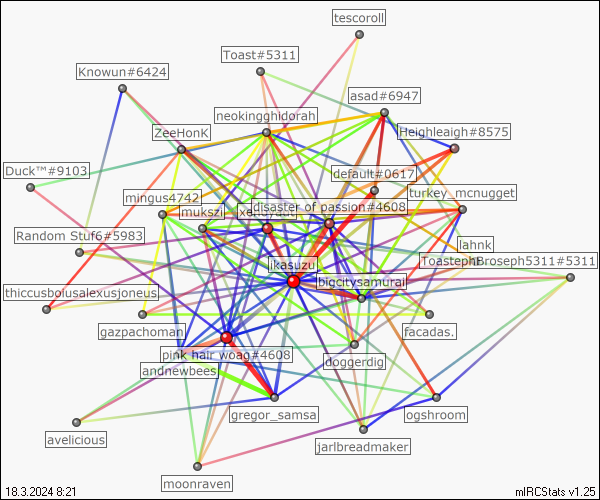 tescoroll
Toast#5311
Knowun#6424
asad#6947
neokingghidorah
Heighleaigh#8575
ZeeHonK
Duck™#9103
default#0617
mingus4742
turkey_mcnugget
mukszi
disaster of passion#4608
Random Stuf6#5983
lahnk
jkasuzu
ToastephBroseph5311#5311
bigcitysamurai
thiccusboiusalexusjoneus
gazpachoman
facadas.
pink hair woag#4608
doggerdig
andnewbees
gregor_samsa
ogshroom
avelicious
jarlbreadmaker
moonraven
18.3.2024 8:21
mIRCStats v1.25